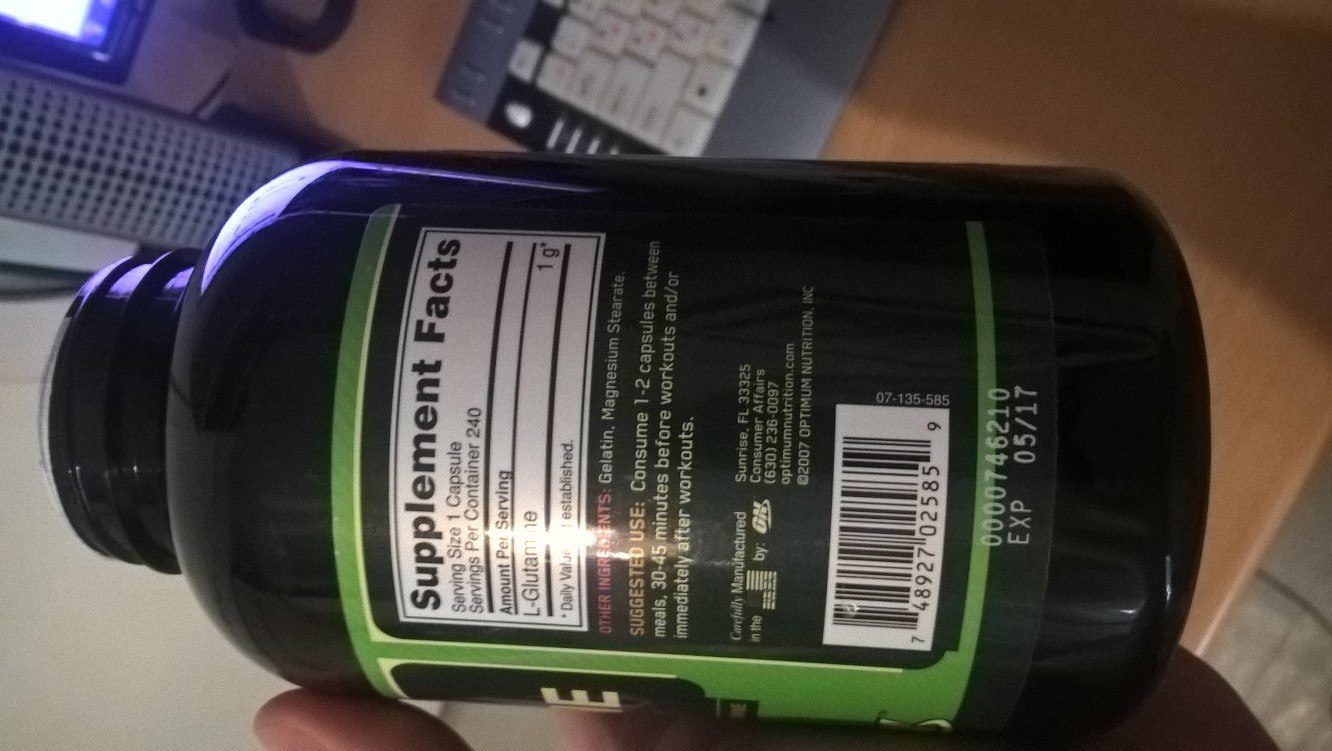 Supplement Facts
Serving Size 1 Capsule
Servings Per Container 240
Amount Per Serving
L-Glutamine 1 g*
*Daily Value established.
OTHER INGREDIENTS: Gelatin, Magnesium Stearate.
SUGGESTED USE: Consume 1-2 capsules between
meals, 30-45 minutes before workouts and/or
immediately after workouts.
Carefully Manufactured
in the by: ON
Sunrise, FL 33325
Consumer Affairs
(630) 236-0097
optimumnutrition.com
©2007 OPTIMUM NUTRITION, INC
07-135-585
7 48927 02585 9
0000746210
EXP 05/17
E